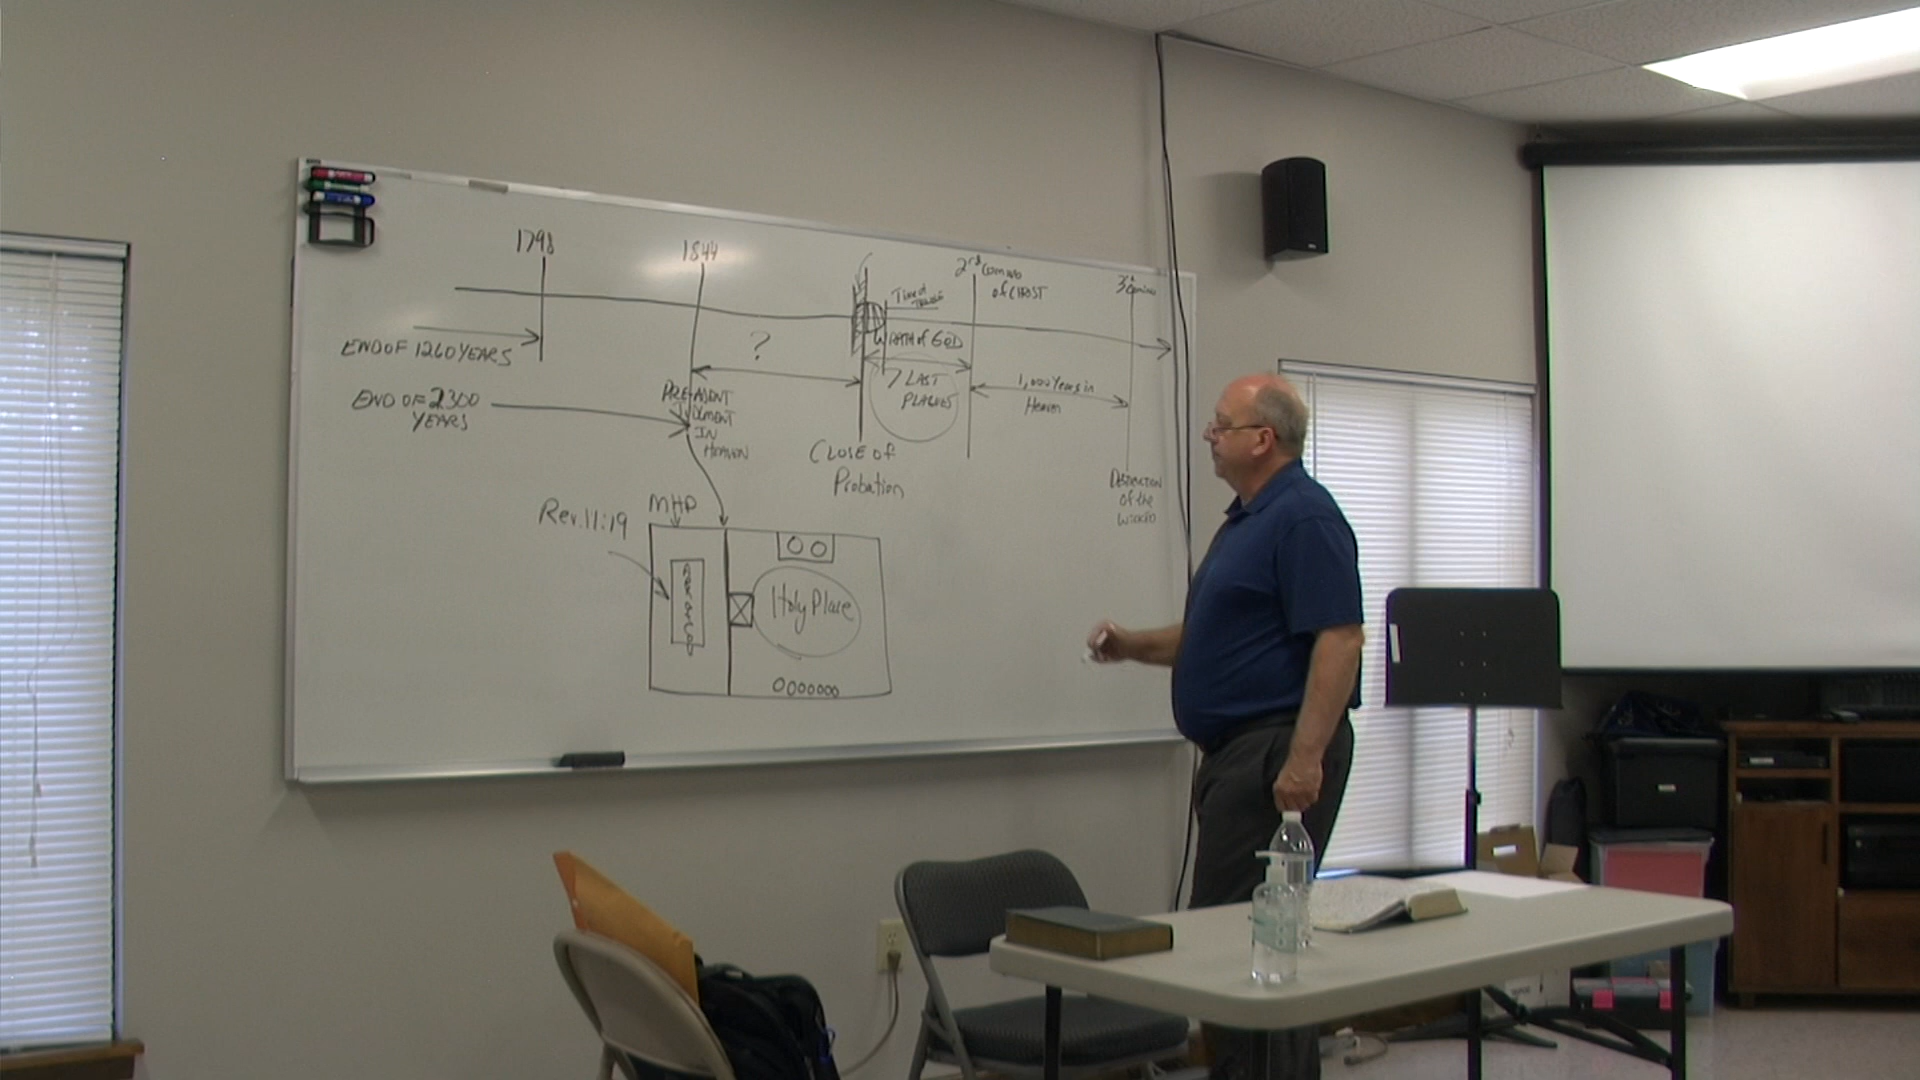 1798
1844
2nd Coming
of CHRIST
3rd Coming
Time of
Trouble
WRATH of GOD
?
END OF 1260 YEARS
7 LAST
PLAGUES
1,000 Years in
Heaven
END OF 2300
YEARS
PRE-ADVENT
JUDGMENT
IN
HEAVEN
CLOSE of
Probation
Destruction
of the
Wicked
MHP
Rev. 11:19
Holy Place